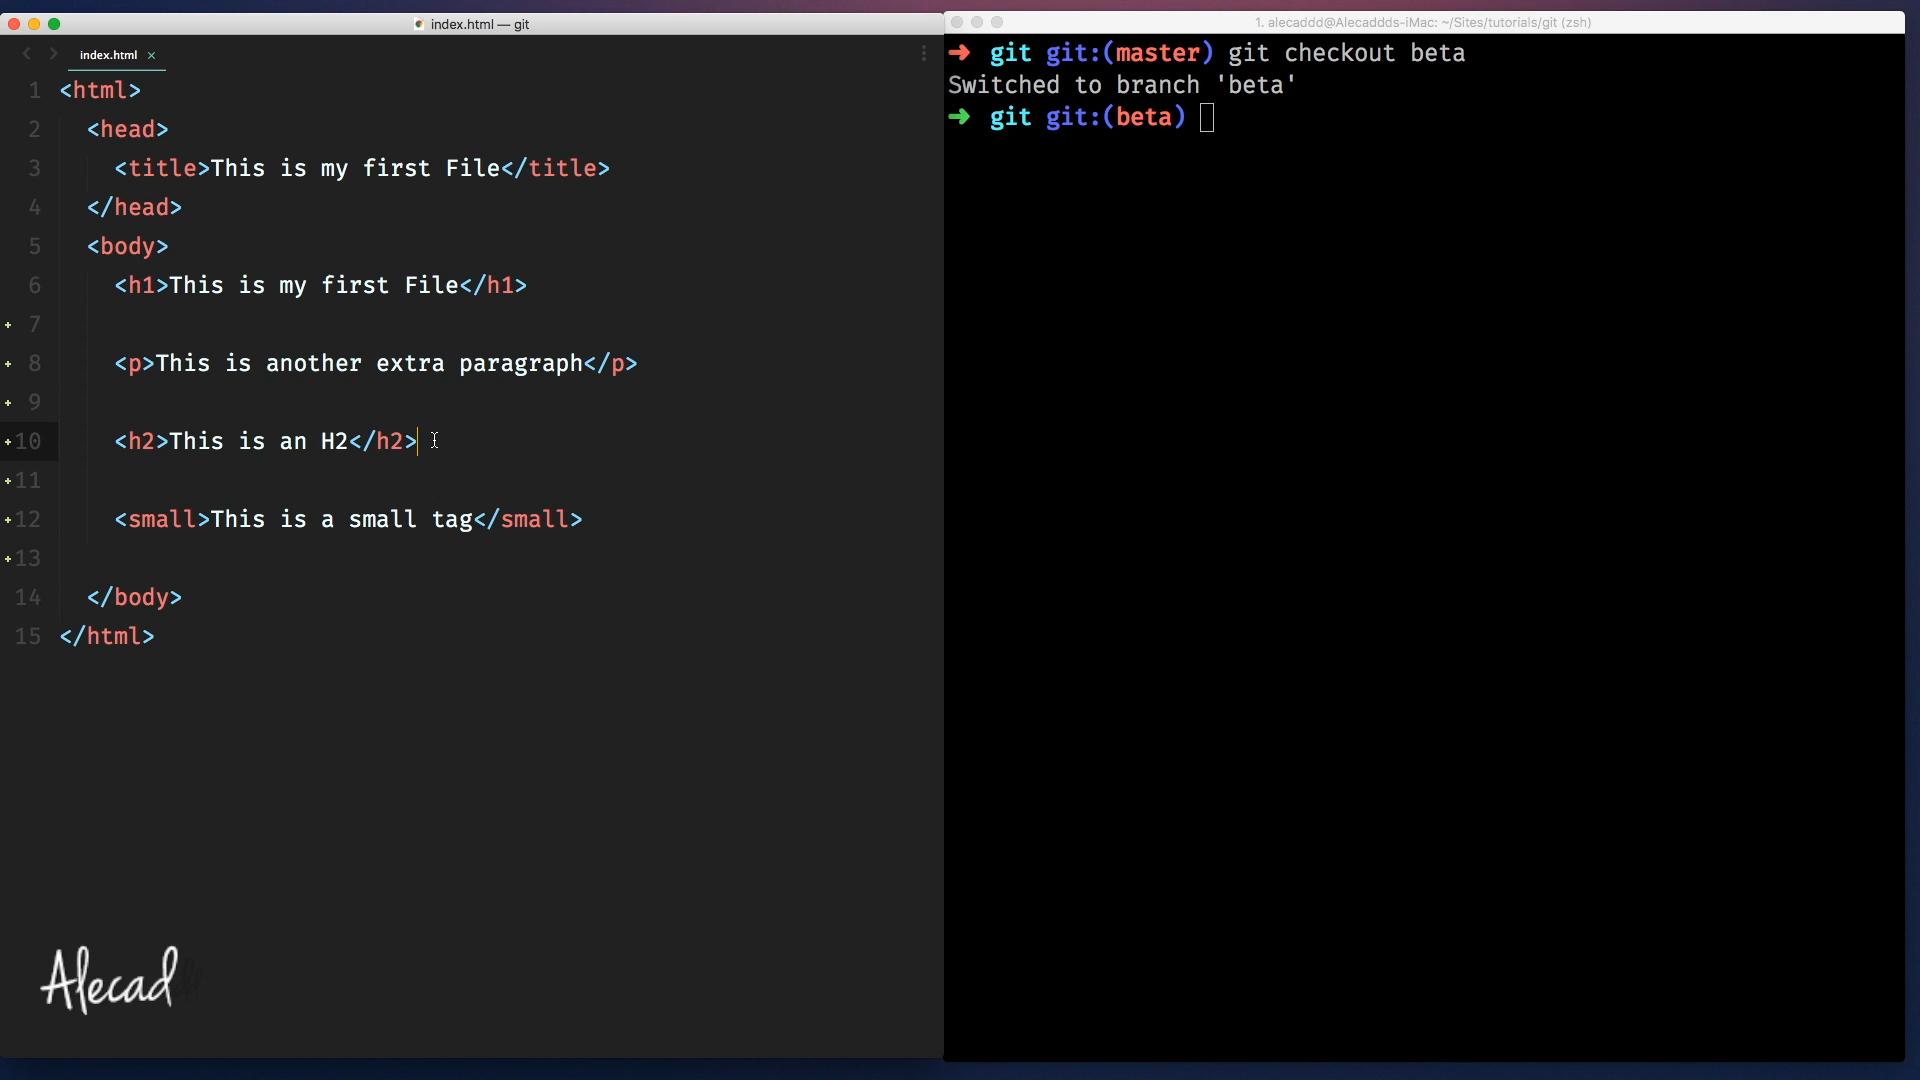 index.html — git
index.html ×
1 <html>
2 <head>
3 <title>This is my first File</title>
4 </head>
5 <body>
6 <h1>This is my first File</h1>
+ 7
+ 8 <p>This is another extra paragraph</p>
+ 9
+10 <h2>This is an H2</h2>
+11
+12 <small>This is a small tag</small>
+13
14 </body>
15 </html>
Alecad
1. alecaddd@Alecaddds-iMac: ~/Sites/tutorials/git (zsh)
➜ git git:(master) git checkout beta
Switched to branch 'beta'
➜ git git:(beta)